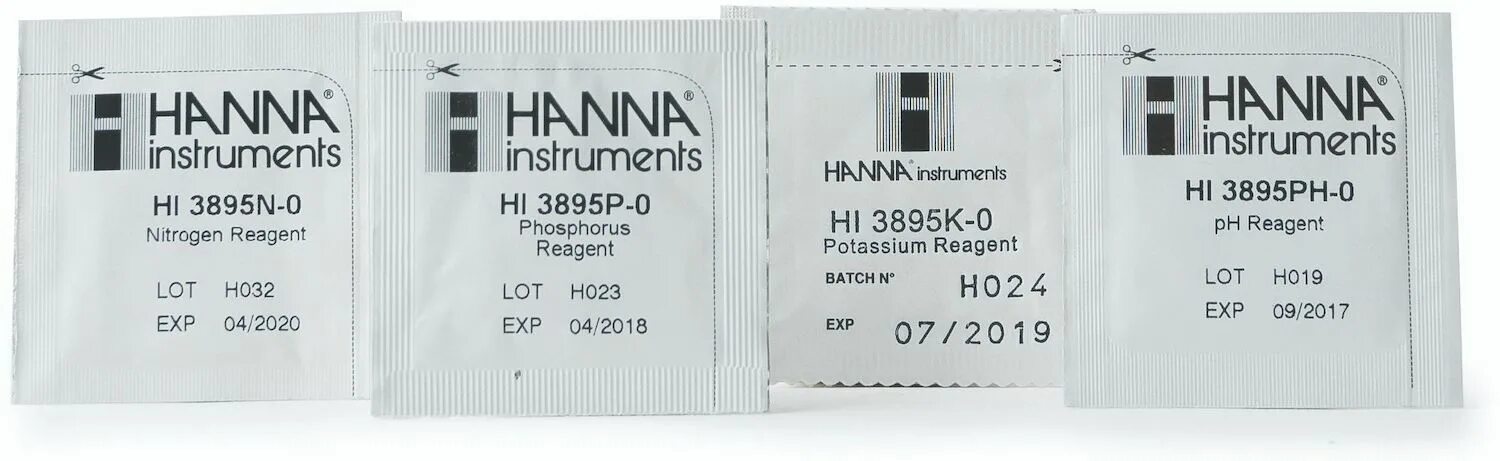 HANNA®
instruments
HI 3895N-0
Nitrogen Reagent
LOT H032
EXP 04/2020
HANNA®
instruments
HI 3895P-0
Phosphorus
Reagent
LOT H023
EXP 04/2018
HANNA® instruments
HI 3895K-0
Potassium Reagent
BATCH N° H024
EXP 07/2019
HANNA®
instruments
HI 3895PH-0
pH Reagent
LOT H019
EXP 09/2017